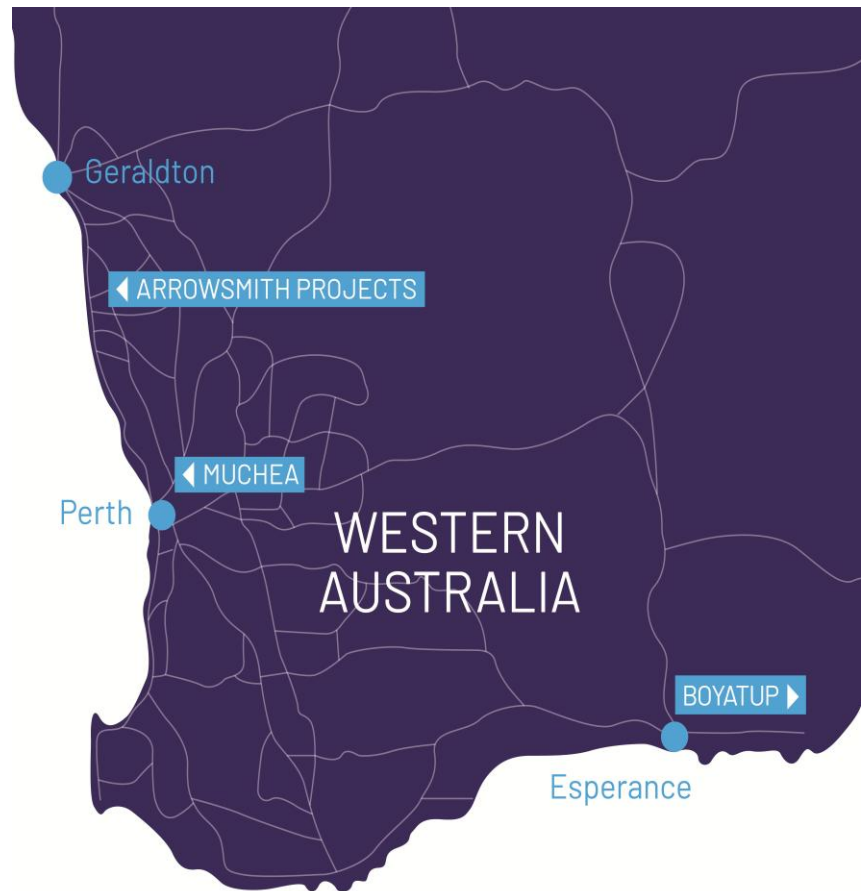 Geraldton
ARROWSMITH PROJECTS
MUCHEA
Perth
WESTERN
AUSTRALIA
BOYATUP
Esperance